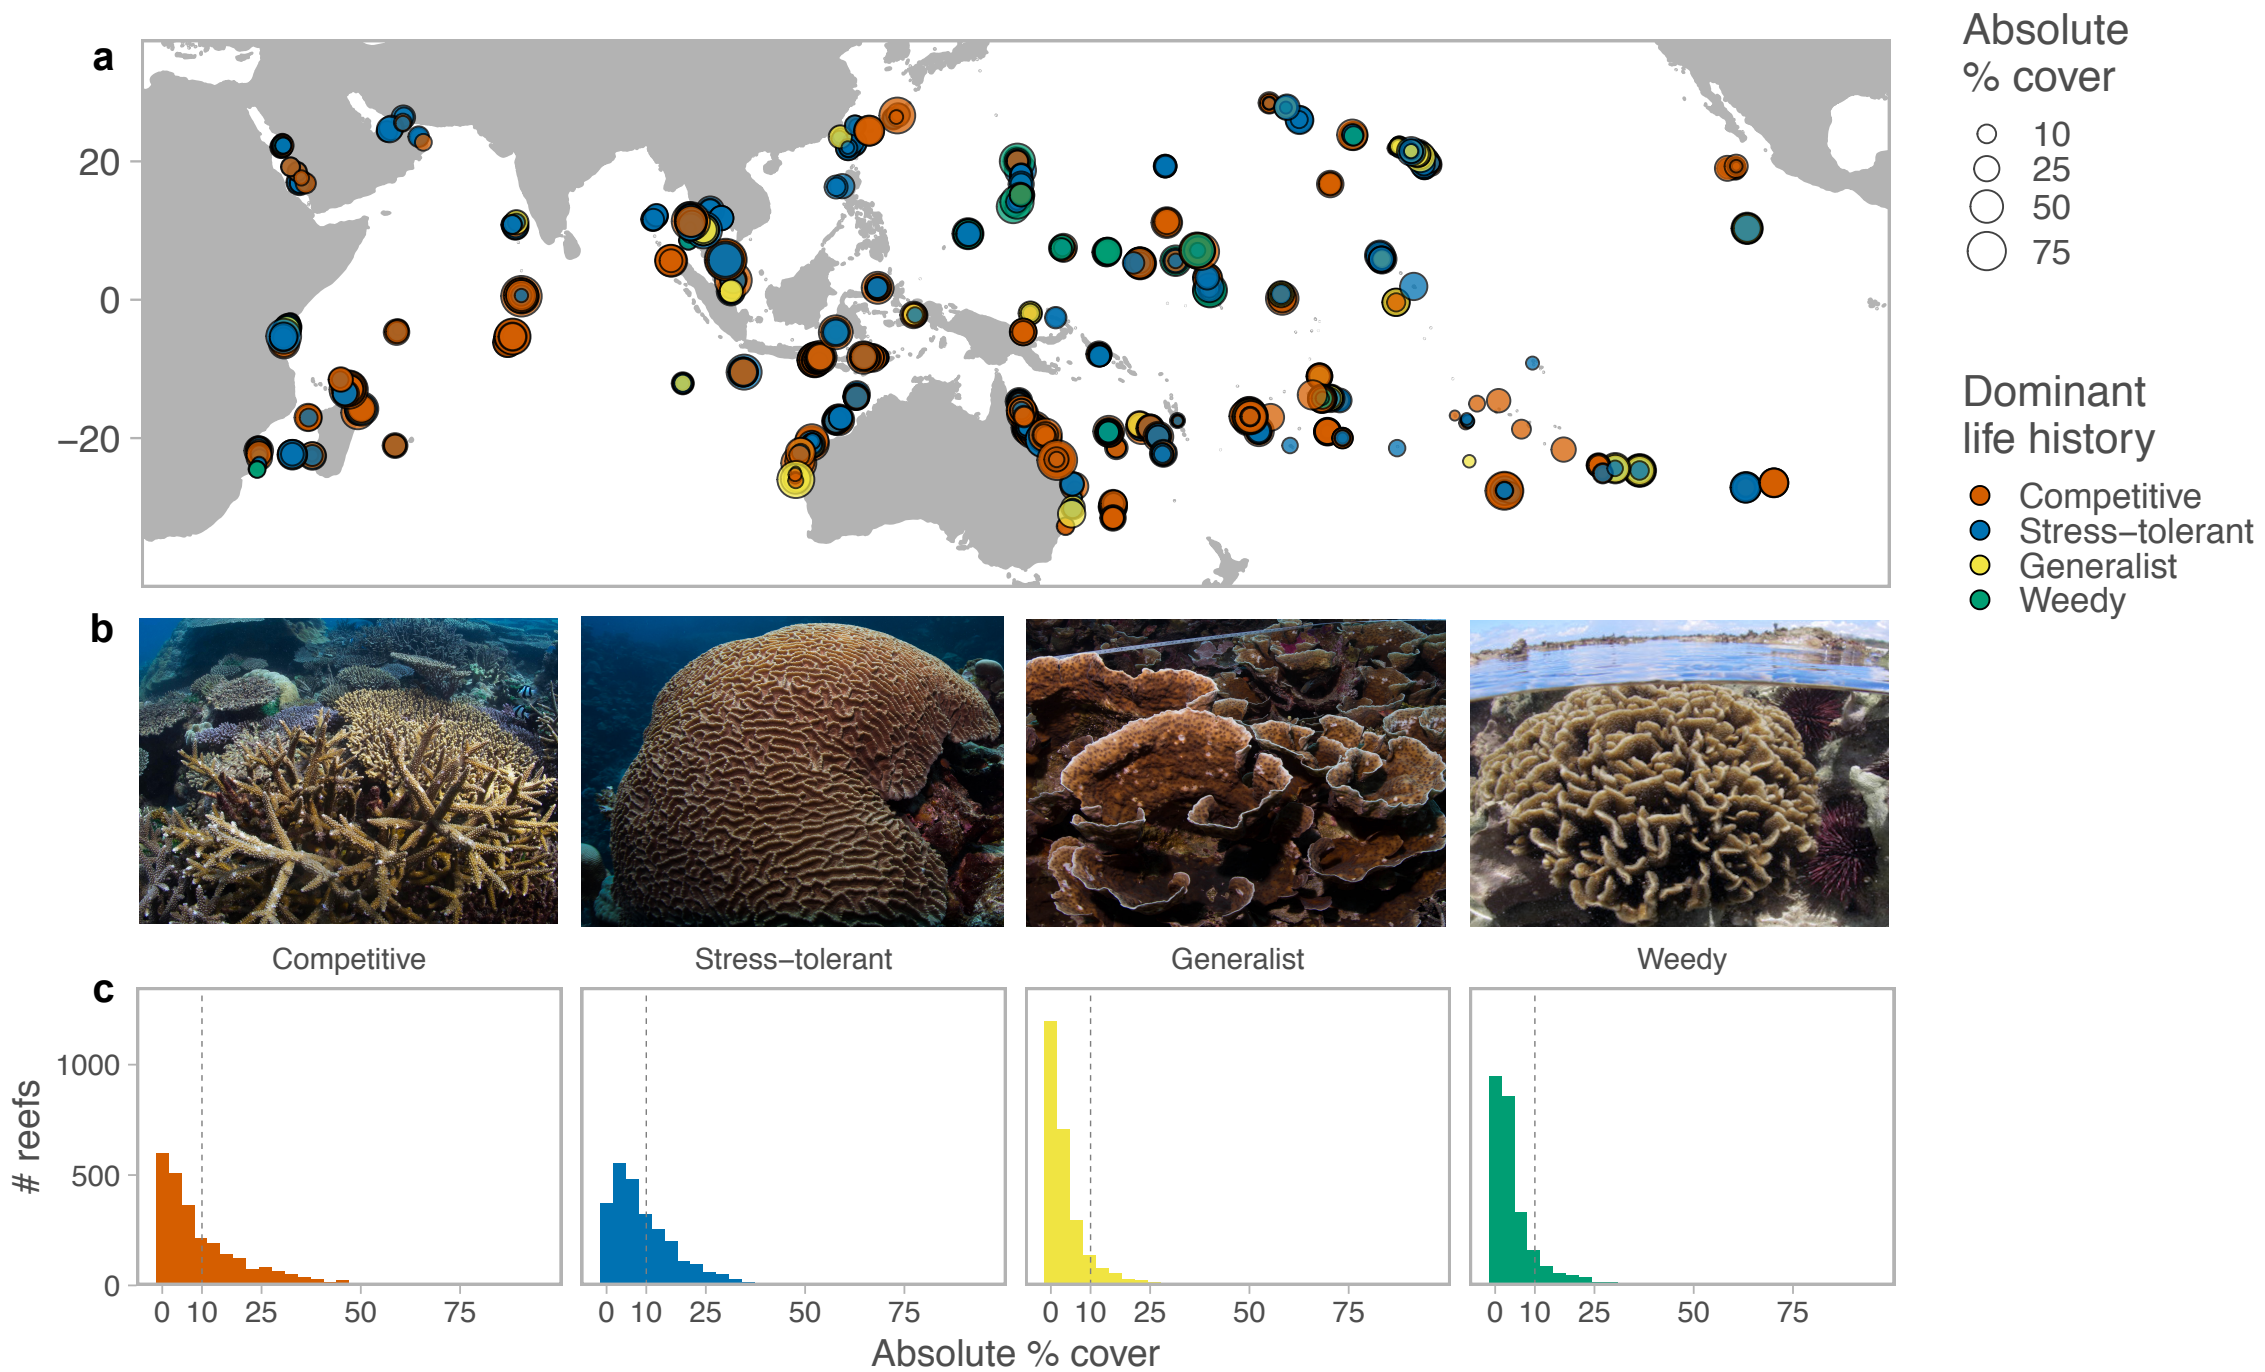 a
20
0
−20
Absolute
% cover
10
25
50
75
Dominant
life history
Competitive
Stress−tolerant
Generalist
Weedy
b
Competitive
Stress−tolerant
Generalist
Weedy
c
# reefs
1000
500
0
0 10 25 50 75
0 10 25 50 75
0 10 25 50 75
0 10 25 50 75
Absolute % cover